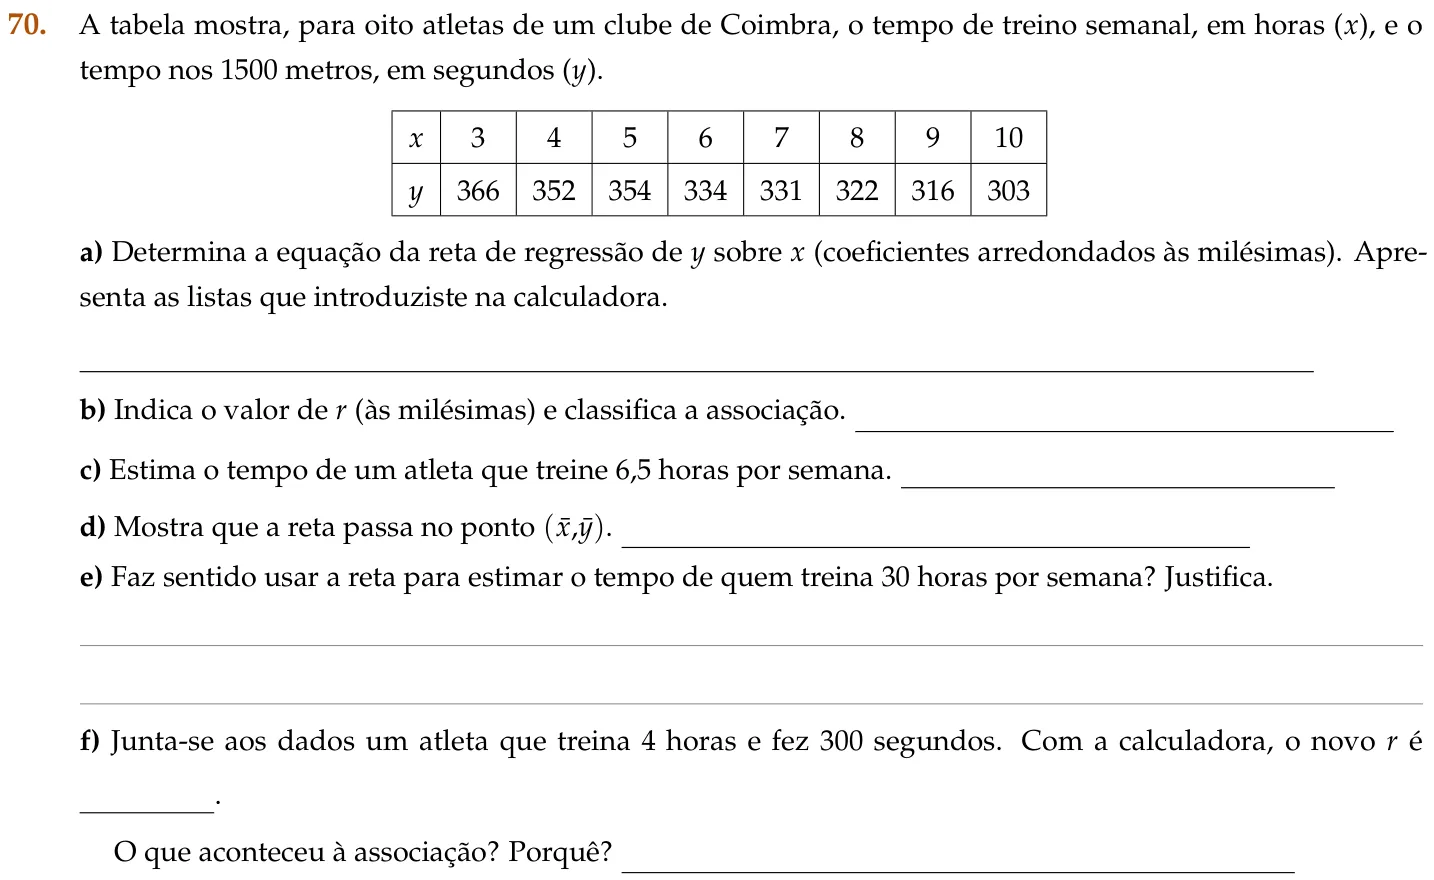 70. A tabela mostra, para oito atletas de um clube de Coimbra, o tempo de treino semanal, em horas (x), e o
tempo nos 1500 metros, em segundos (y).
x 3 4 5 6 7 8 9 10
y 366 352 354 334 331 322 316 303
a) Determina a equação da reta de regressão de y sobre x (coeficientes arredondados às milésimas). Apre-
senta as listas que introduziste na calculadora.
b) Indica o valor de r (às milésimas) e classifica a associação.
c) Estima o tempo de um atleta que treine 6,5 horas por semana.
d) Mostra que a reta passa no ponto (x̄,ȳ).
e) Faz sentido usar a reta para estimar o tempo de quem treina 30 horas por semana? Justifica.
f) Junta-se aos dados um atleta que treina 4 horas e fez 300 segundos. Com a calculadora, o novo r é
.
O que aconteceu à associação? Porquê?